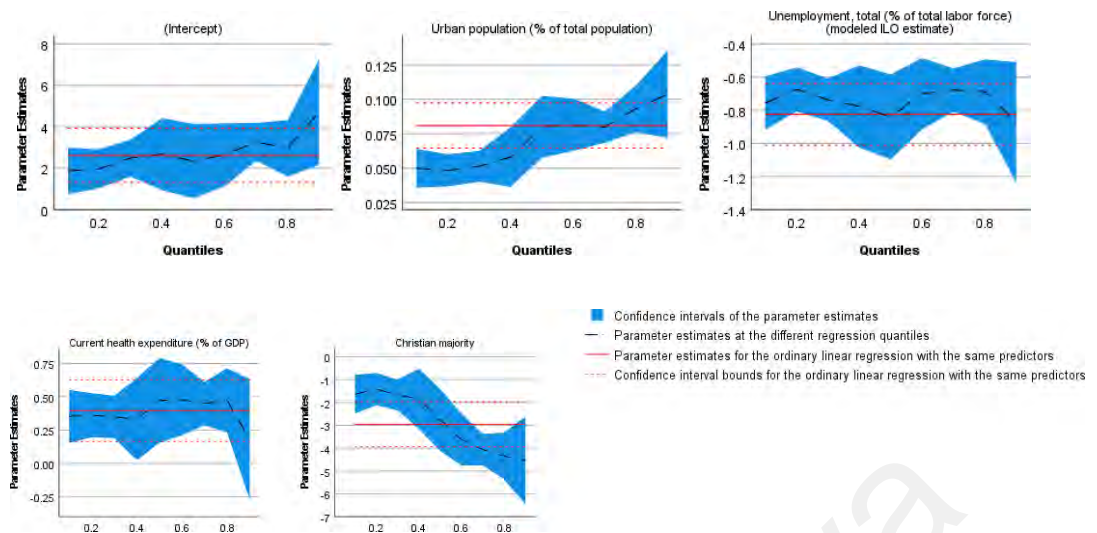 (Intercept)
8
6
4
2
0
Parameter Estimates
0.2 0.4 0.6 0.8
Quantiles
Urban population (% of total population)
0.125
0.100
0.075
0.050
0.025
Parameter Estimates
0.2 0.4 0.6 0.8
Quantiles
Unemployment, total (% of total labor force)
(modeled ILO estimate)
-0.4
-0.6
-0.8
-1.0
-1.2
-1.4
Parameter Estimates
0.2 0.4 0.6 0.8
Quantiles
Current health expenditure (% of GDP)
0.75
0.50
0.25
0.00
-0.25
Parameter Estimates
0.2 0.4 0.6 0.8
Christian majority
0
-1
-2
-3
-4
-5
-6
-7
Parameter Estimates
0.2 0.4 0.6 0.8
Confidence intervals of the parameter estimates
Parameter estimates at the different regression quantiles
Parameter estimates for the ordinary linear regression with the same predictors
Confidence interval bounds for the ordinary linear regression with the same predictors